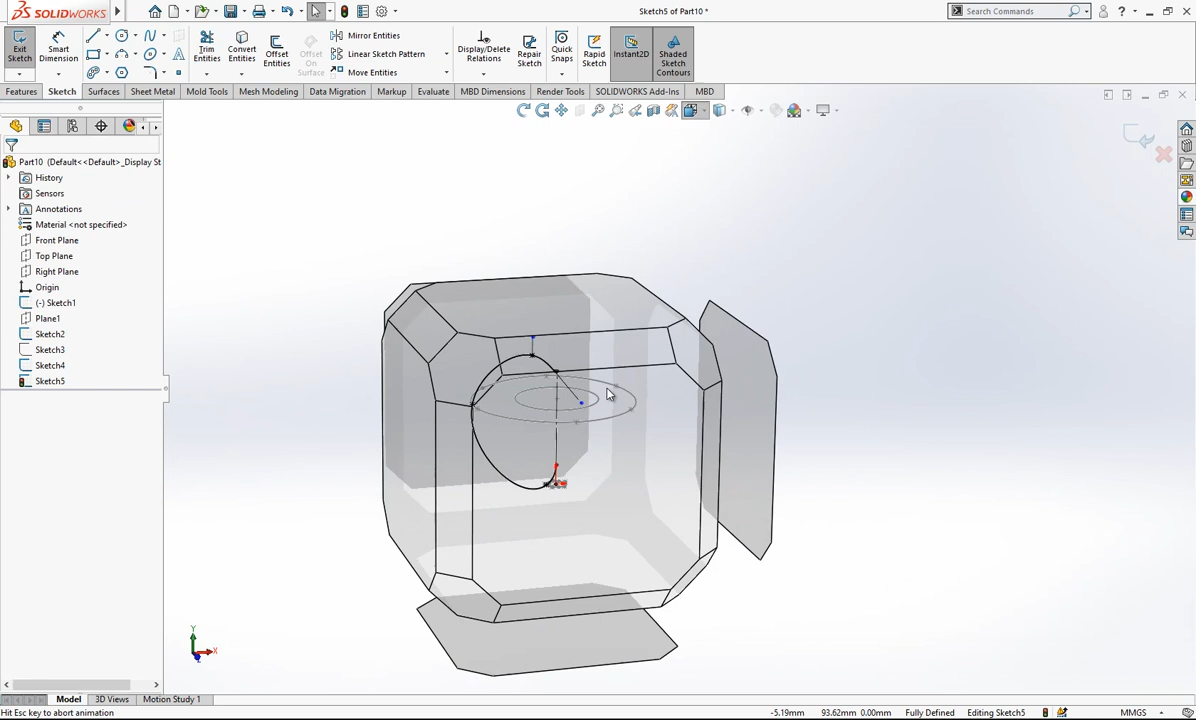 SOLIDWORKS
Sketch5 of Part10 *
Search Commands
Exit Sketch
Smart Dimension
Trim Entities
Convert Entities
Offset Entities
Offset On Surface
Mirror Entities
Linear Sketch Pattern
Move Entities
Display/Delete Relations
Repair Sketch
Quick Snaps
Rapid Sketch
Instant2D
Shaded Sketch Contours
Features Sketch Surfaces Sheet Metal Mold Tools Mesh Modeling Data Migration Markup Evaluate MBD Dimensions Render Tools SOLIDWORKS Add-Ins MBD
Part10 (Default<<Default>_Display St
History
Sensors
Annotations
Material <not specified>
Front Plane
Top Plane
Right Plane
Origin
(-) Sketch1
Plane1
Sketch2
Sketch3
Sketch4
Sketch5
Y
X
Z
Model 3D Views Motion Study 1
Hit Esc key to abort animation
-5.19mm 93.62mm 0.00mm Fully Defined Editing Sketch5 MMGS